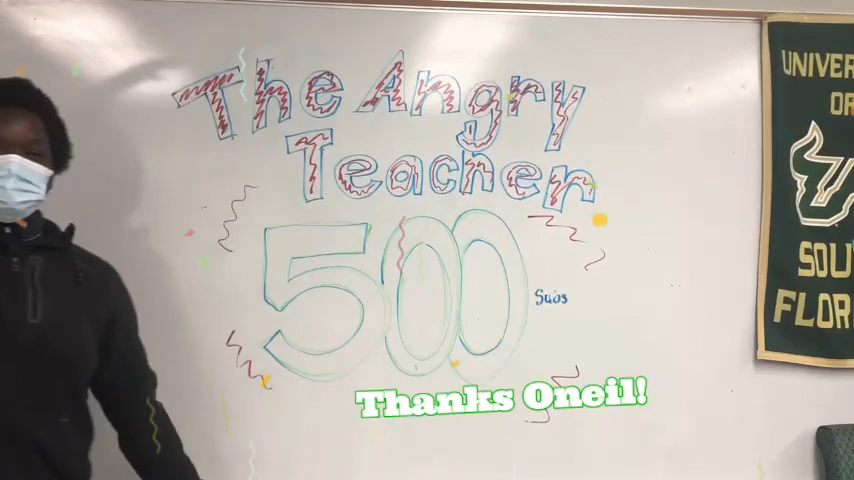 The Angry
Teacher
500
Subs
Thanks Oneil!
UNIVER
OF
SOU
FLOR